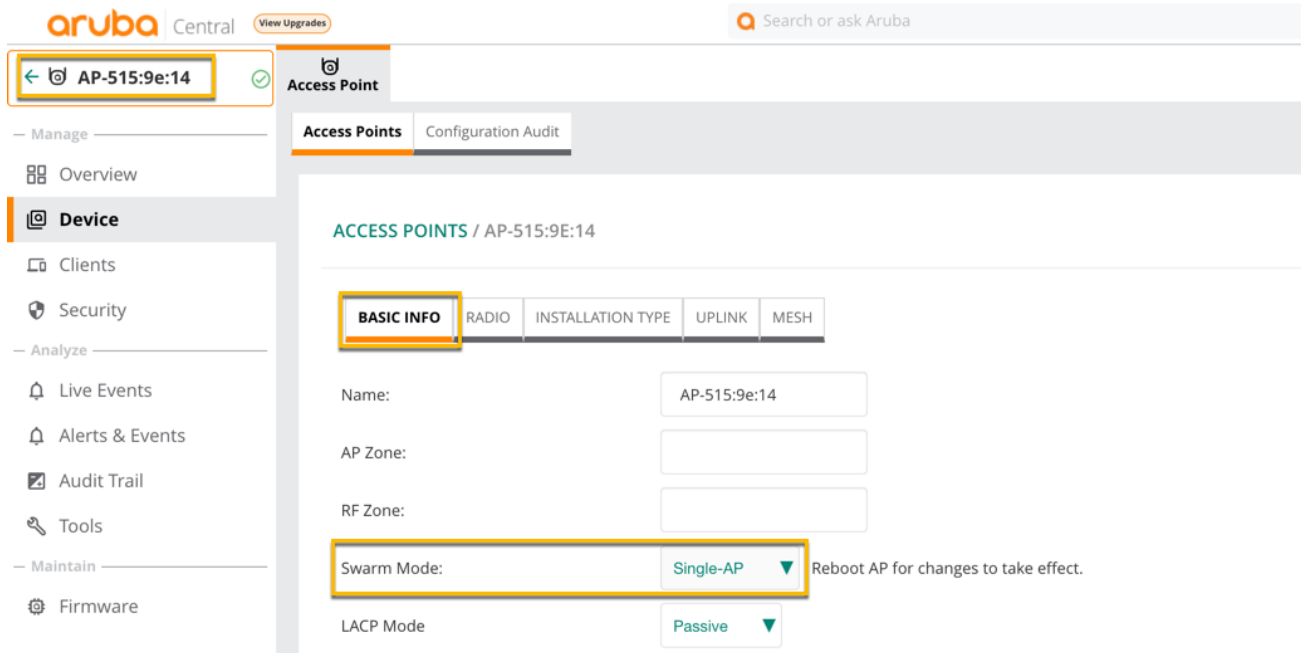 aruba Central View Upgrades
Search or ask Aruba
AP-515:9e:14
Access Point
Manage
Access Points Configuration Audit
Overview
Device
ACCESS POINTS / AP-515:9E:14
Clients
Security
BASIC INFO RADIO INSTALLATION TYPE UPLINK MESH
Analyze
Live Events
Name: AP-515:9e:14
Alerts & Events
AP Zone:
Audit Trail
RF Zone:
Tools
Maintain
Swarm Mode: Single-AP Reboot AP for changes to take effect.
Firmware
LACP Mode Passive